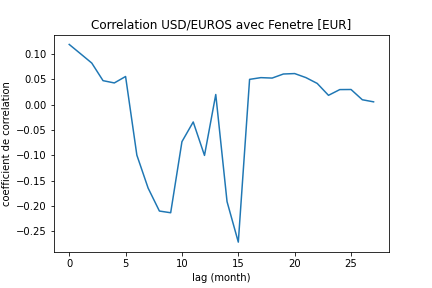 Correlation USD/EUROS avec Fenetre [EUR]
coefficient de correlation
0.10
0.05
0.00
−0.05
−0.10
−0.15
−0.20
−0.25
0 5 10 15 20 25
lag (month)